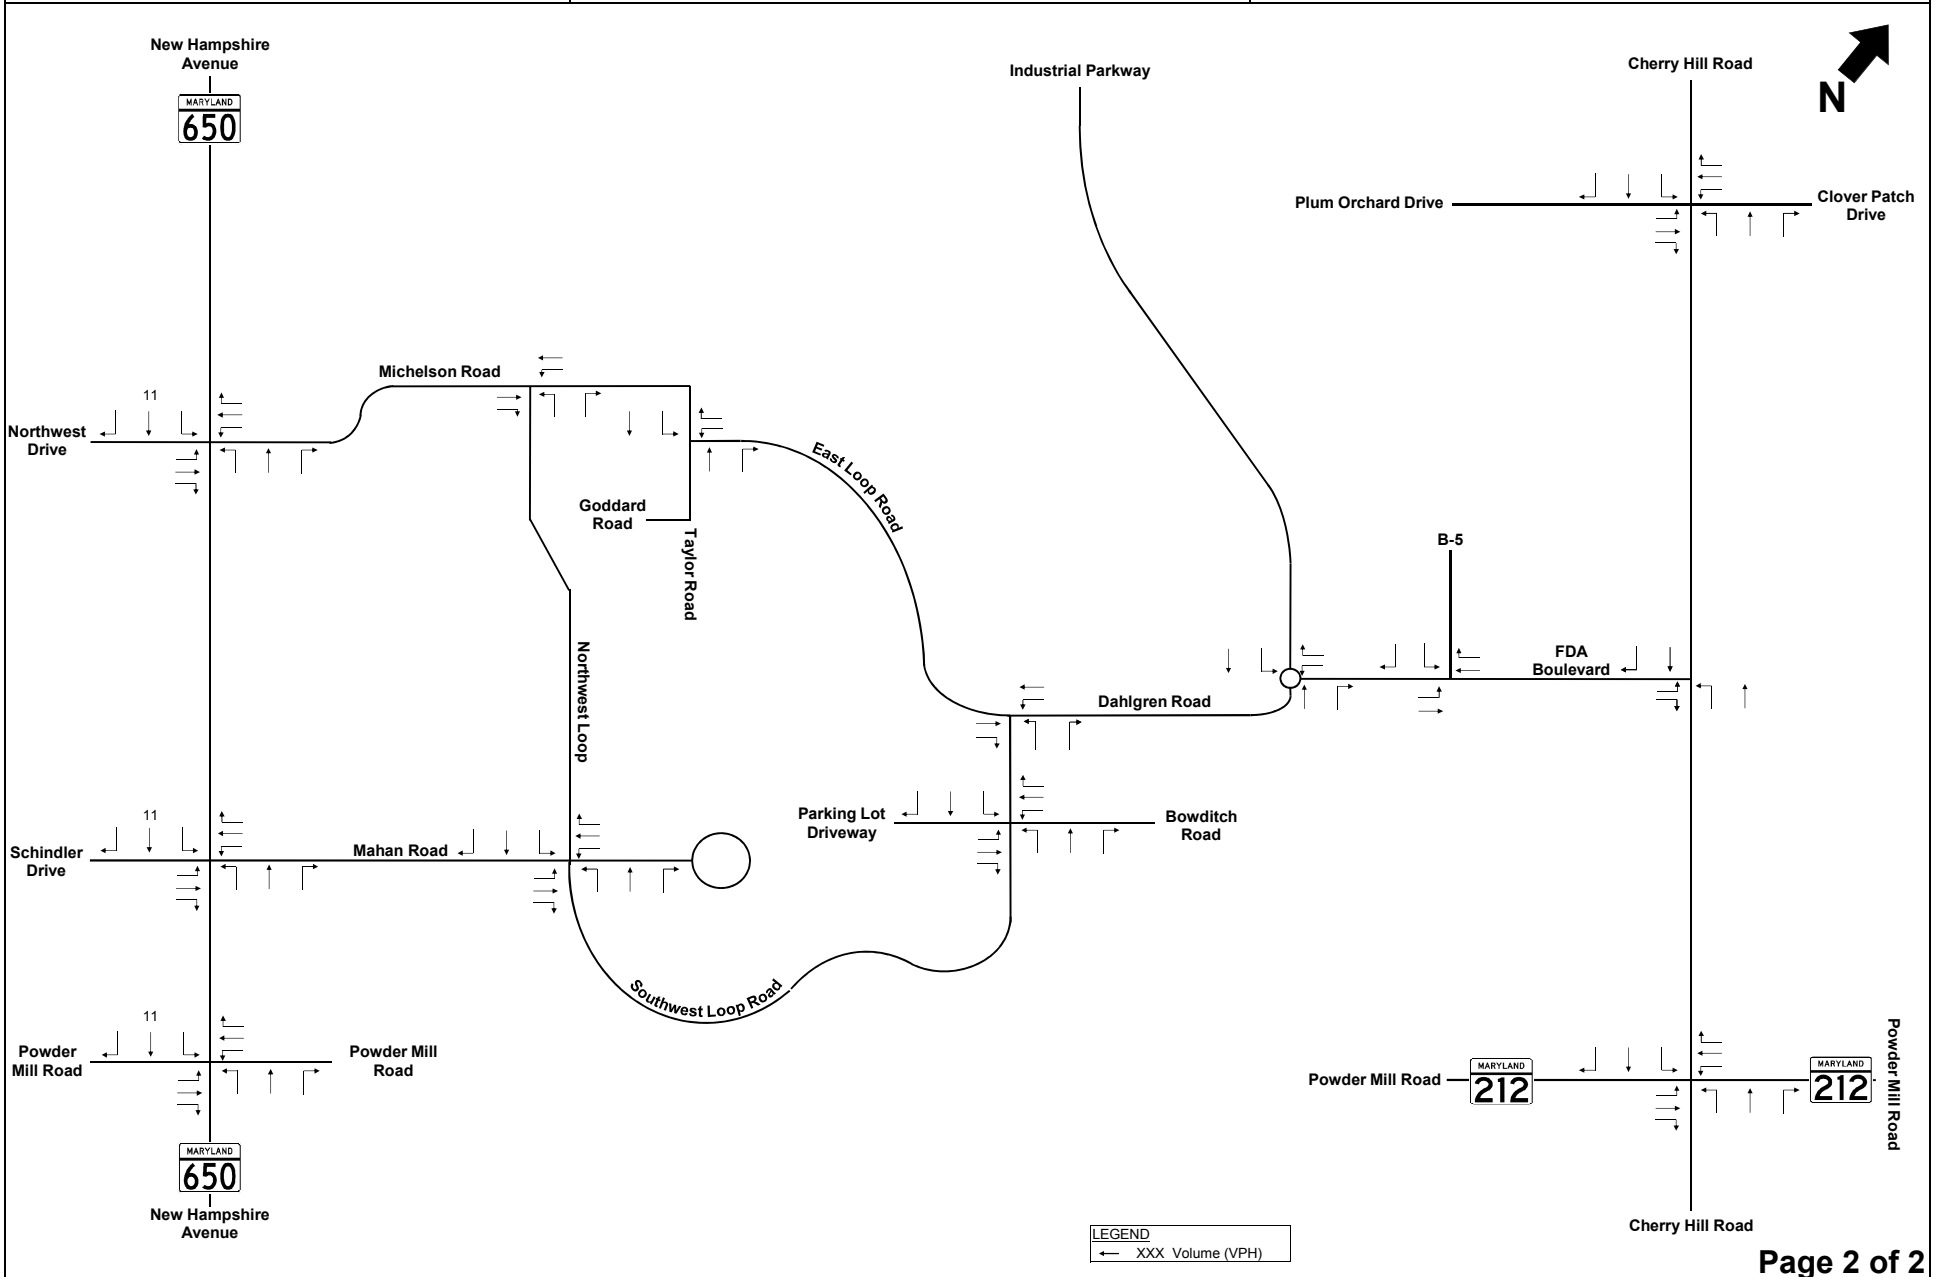 New Hampshire
Avenue
MARYLAND
650
Industrial Parkway
Cherry Hill Road
N
Plum Orchard Drive
Clover Patch
Drive
Michelson Road
11
Northwest
Drive
East Loop Road
Goddard
Road
Taylor Road
B-5
Northwest Loop
FDA
Boulevard
Dahlgren Road
11
Schindler
Drive
Mahan Road
Parking Lot
Driveway
Bowditch
Road
Southwest Loop Road
11
Powder
Mill Road
Powder Mill
Road
Powder Mill Road
MARYLAND
212
MARYLAND
212
Powder Mill Road
MARYLAND
650
New Hampshire
Avenue
Cherry Hill Road
LEGEND
XXX Volume (VPH)
Page 2 of 2